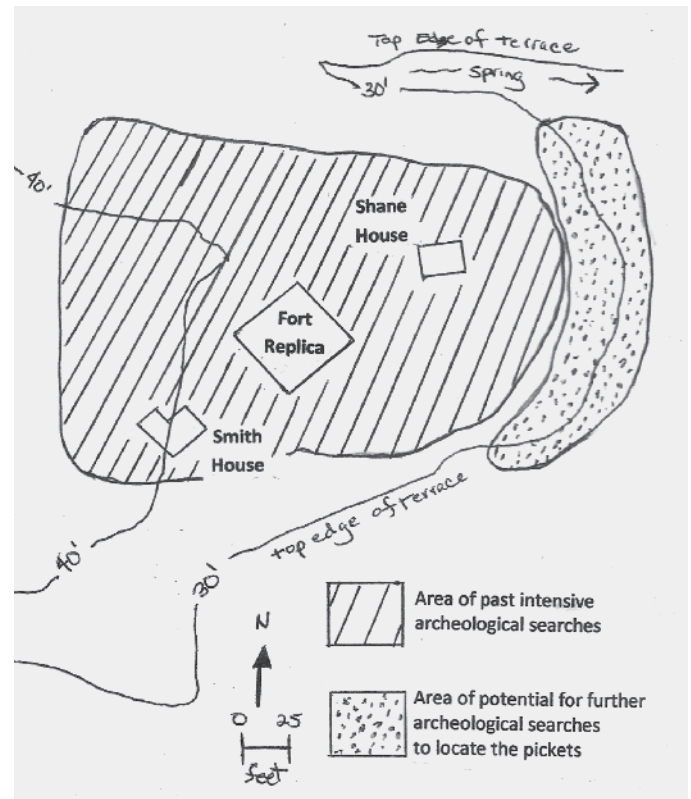 Top Edge of terrace
Spring
30'
40'
Shane
House
Fort
Replica
Smith
House
top edge of terrace
40'
30'
Area of past intensive
archeological searches
N
Area of potential for further
archeological searches
to locate the pickets
0 25
feet